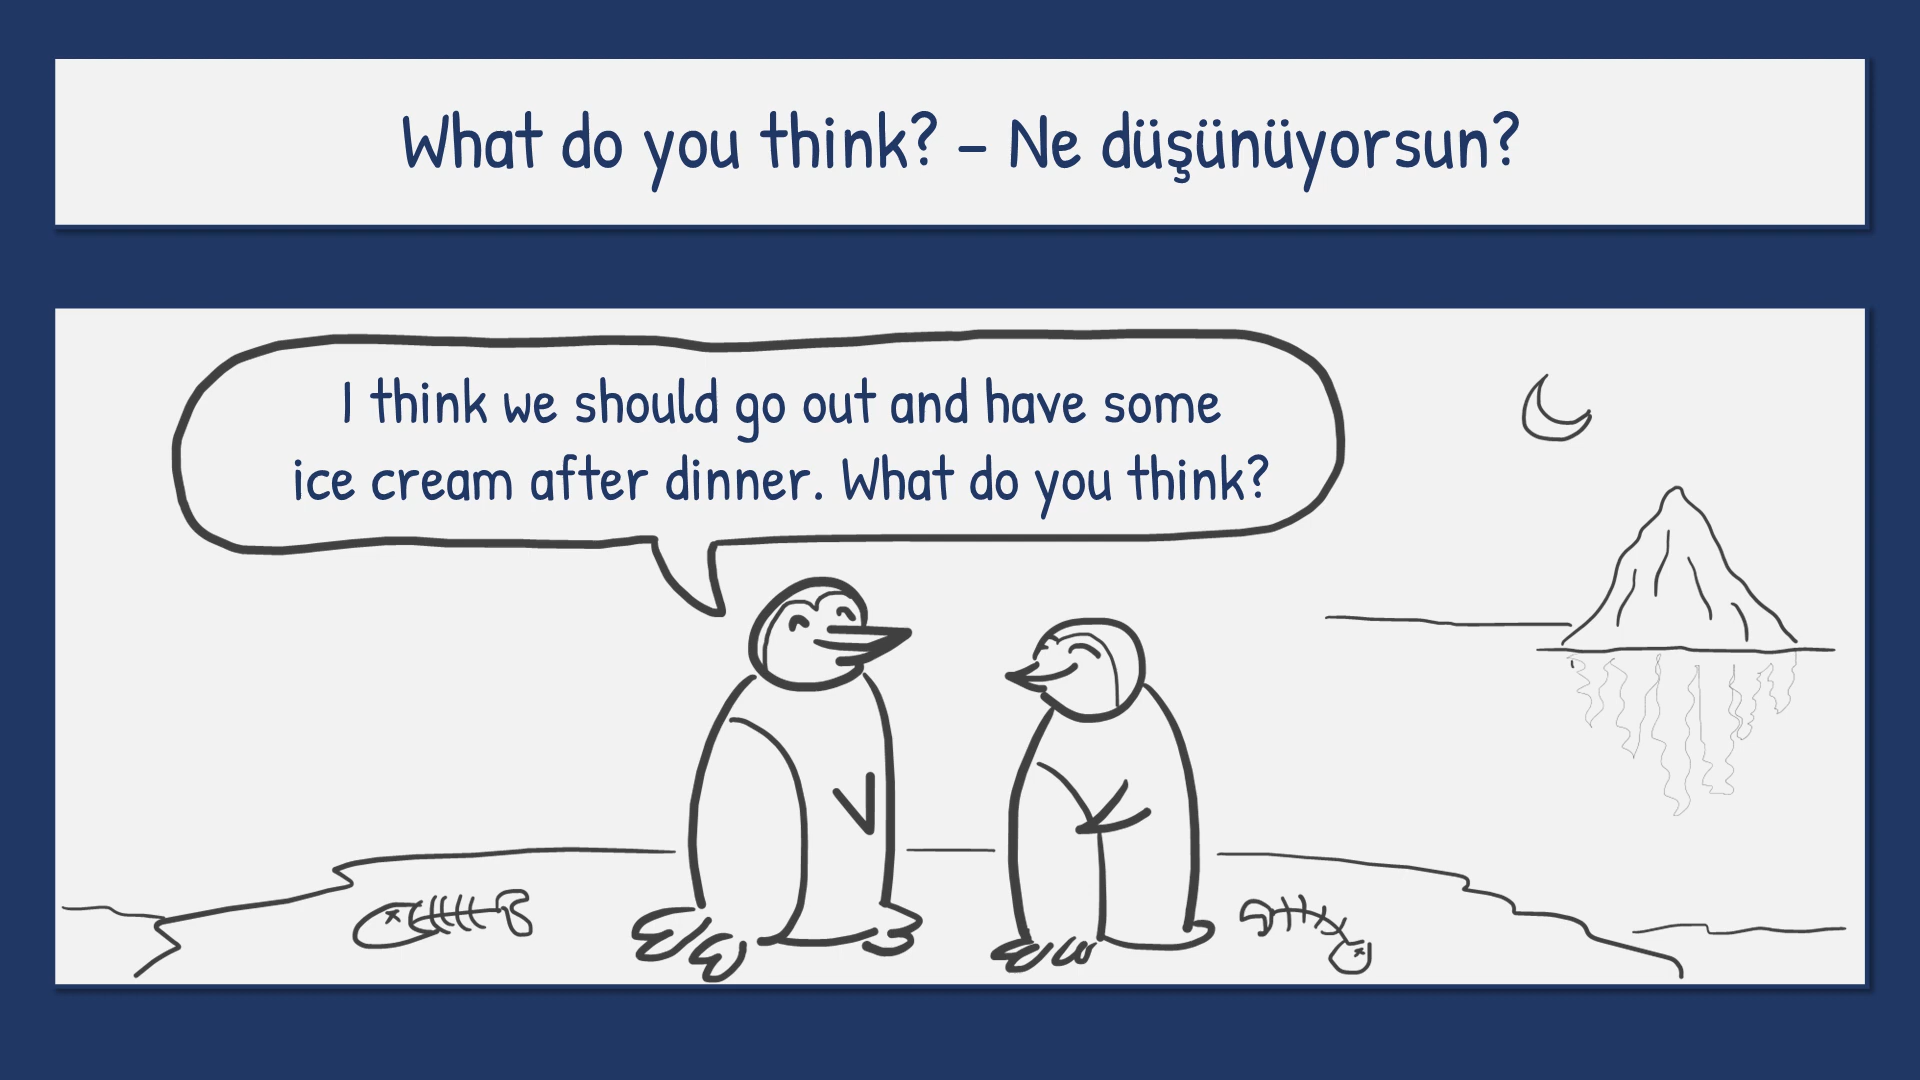 What do you think? – Ne düşünüyorsun?
I think we should go out and have some
ice cream after dinner. What do you think?